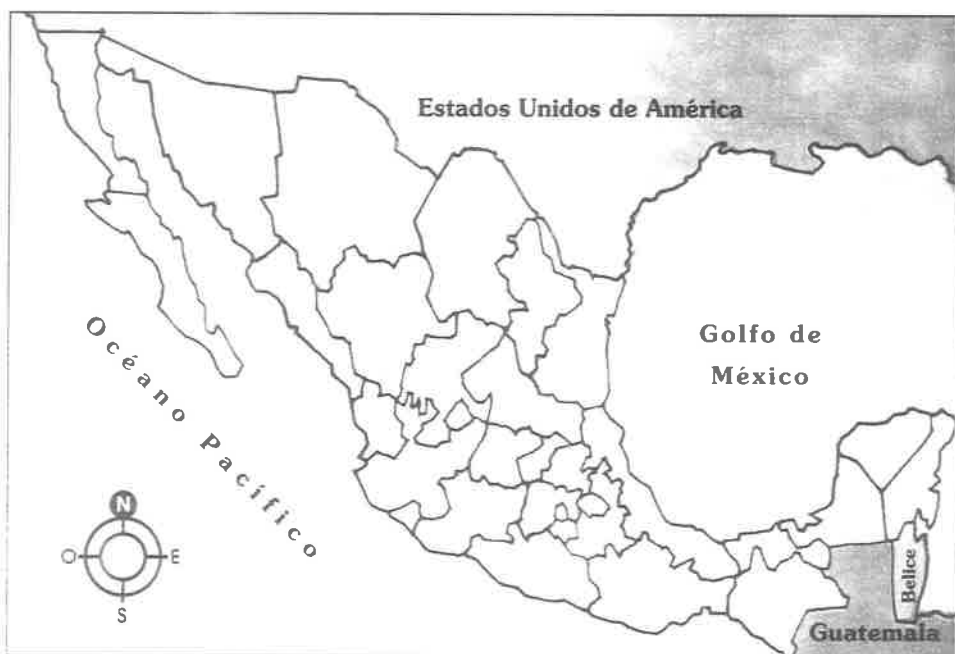 Estados Unidos de América
Golfo de
México
Océano Pacífico
N
O
E
S
Belice
Guatemala